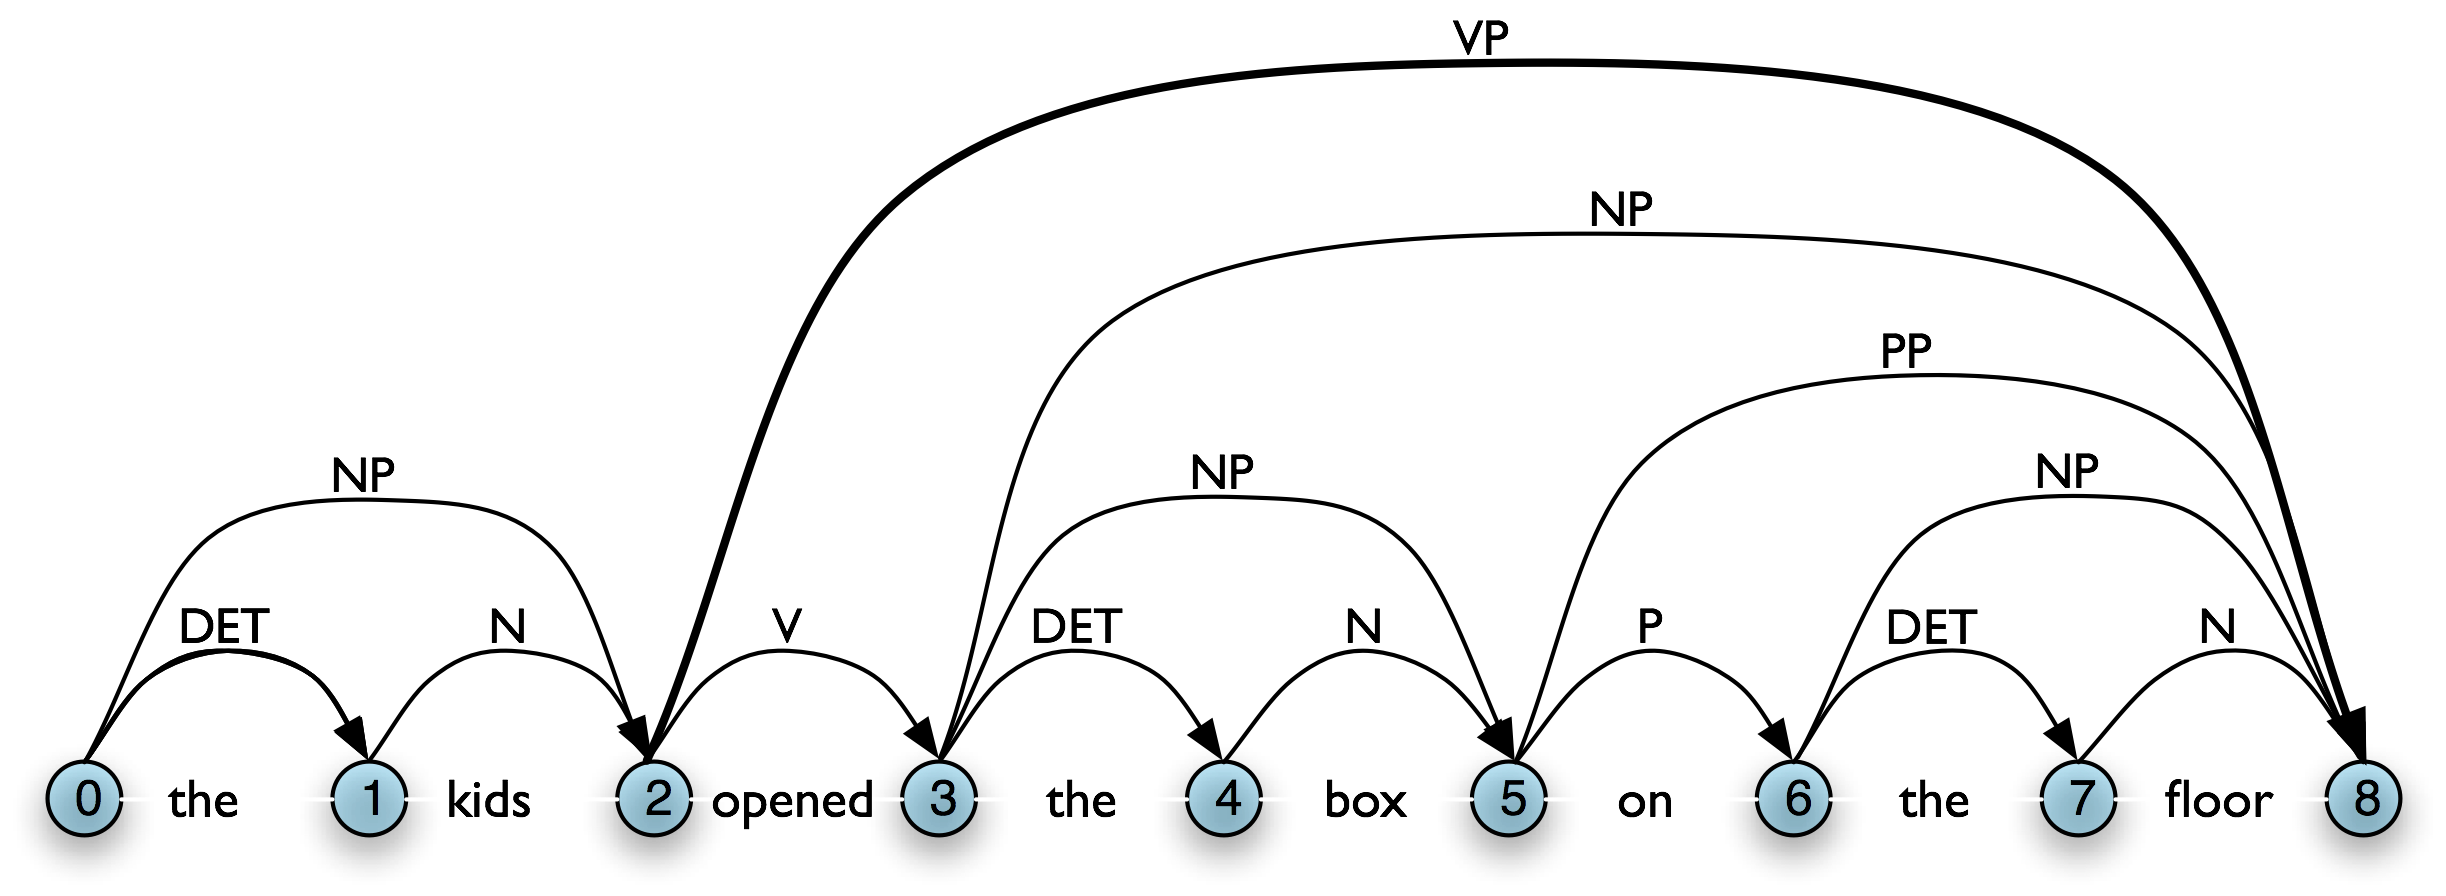 VP
NP
PP
NP NP NP
DET N V DET N P DET N
0 the 1 kids 2 opened 3 the 4 box 5 on 6 the 7 floor 8